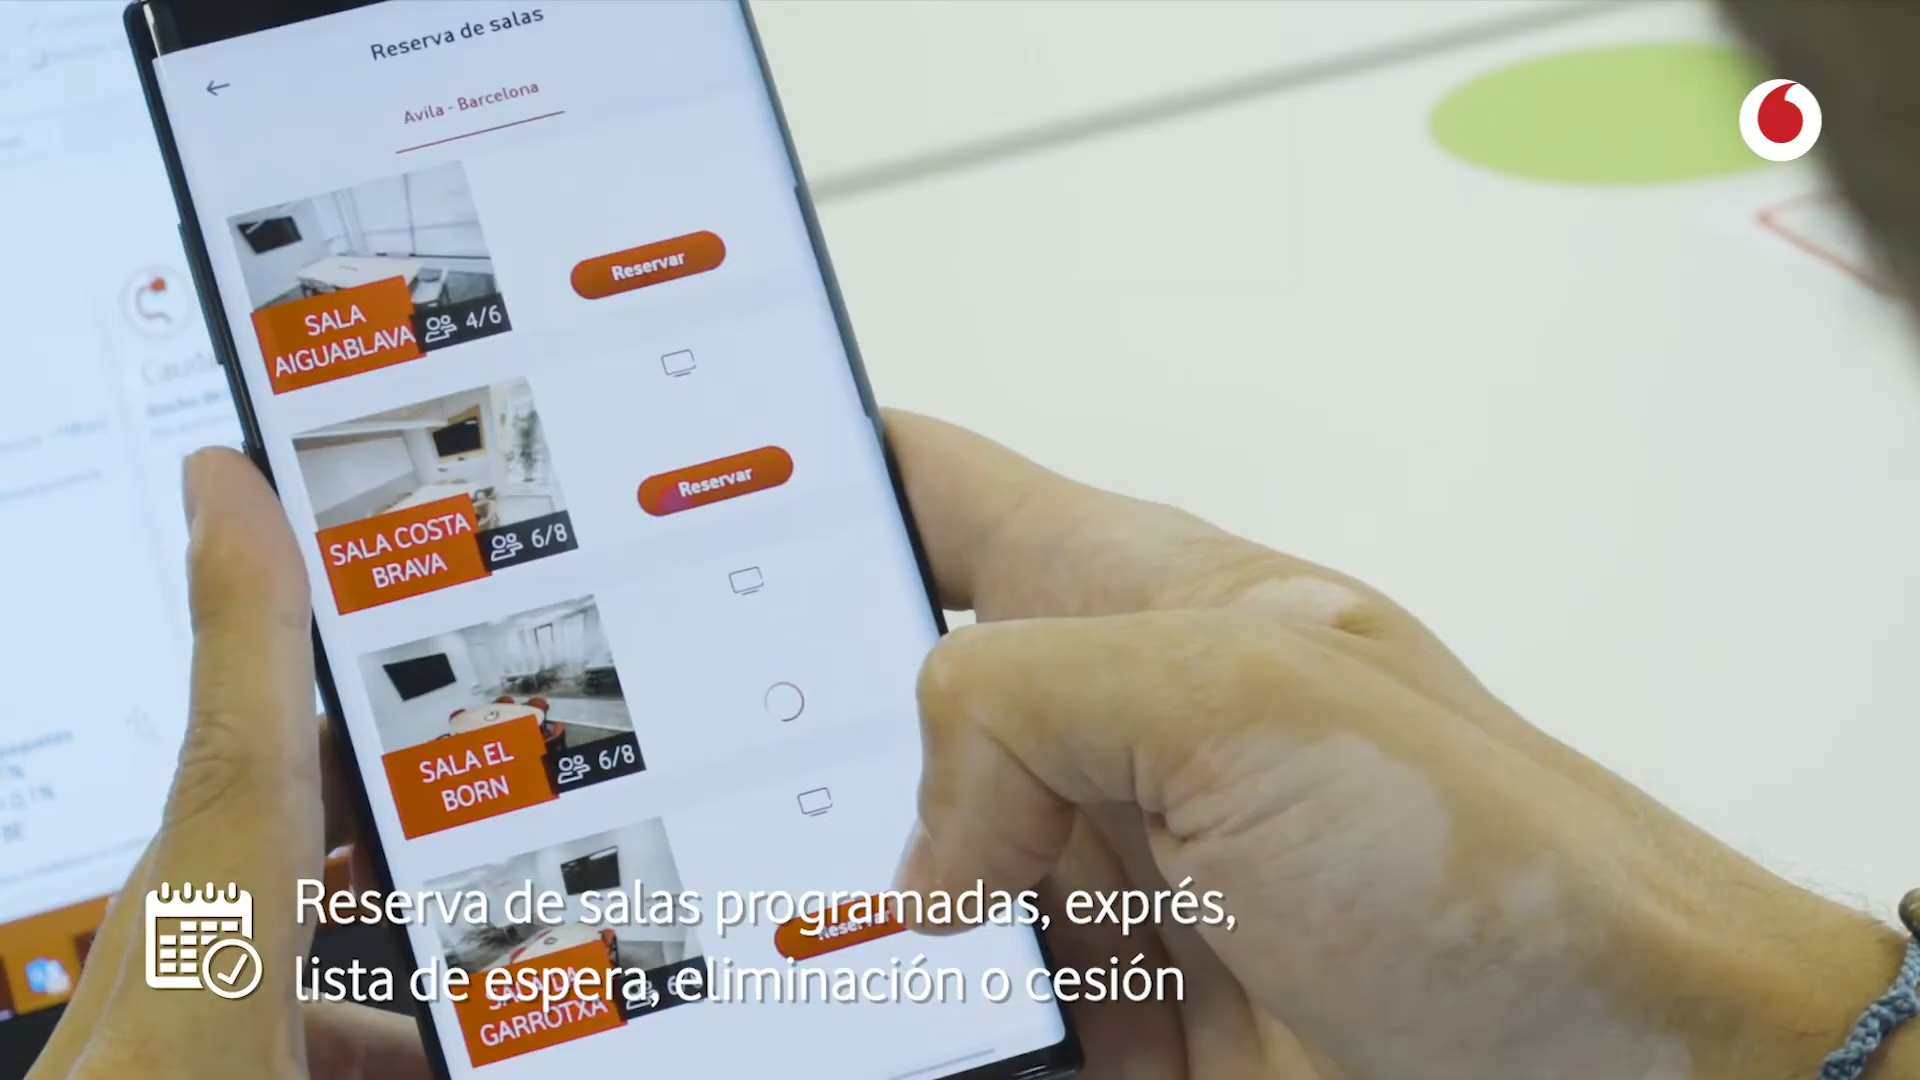 Reserva de salas
Avila - Barcelona
Reservar
SALA
AIGUABLAVA
4/6
Reservar
SALA COSTA
BRAVA
6/8
SALA EL
BORN
6/8
Reservar
GARROTXA
Reserva de salas programadas, exprés,
lista de espera, eliminación o cesión